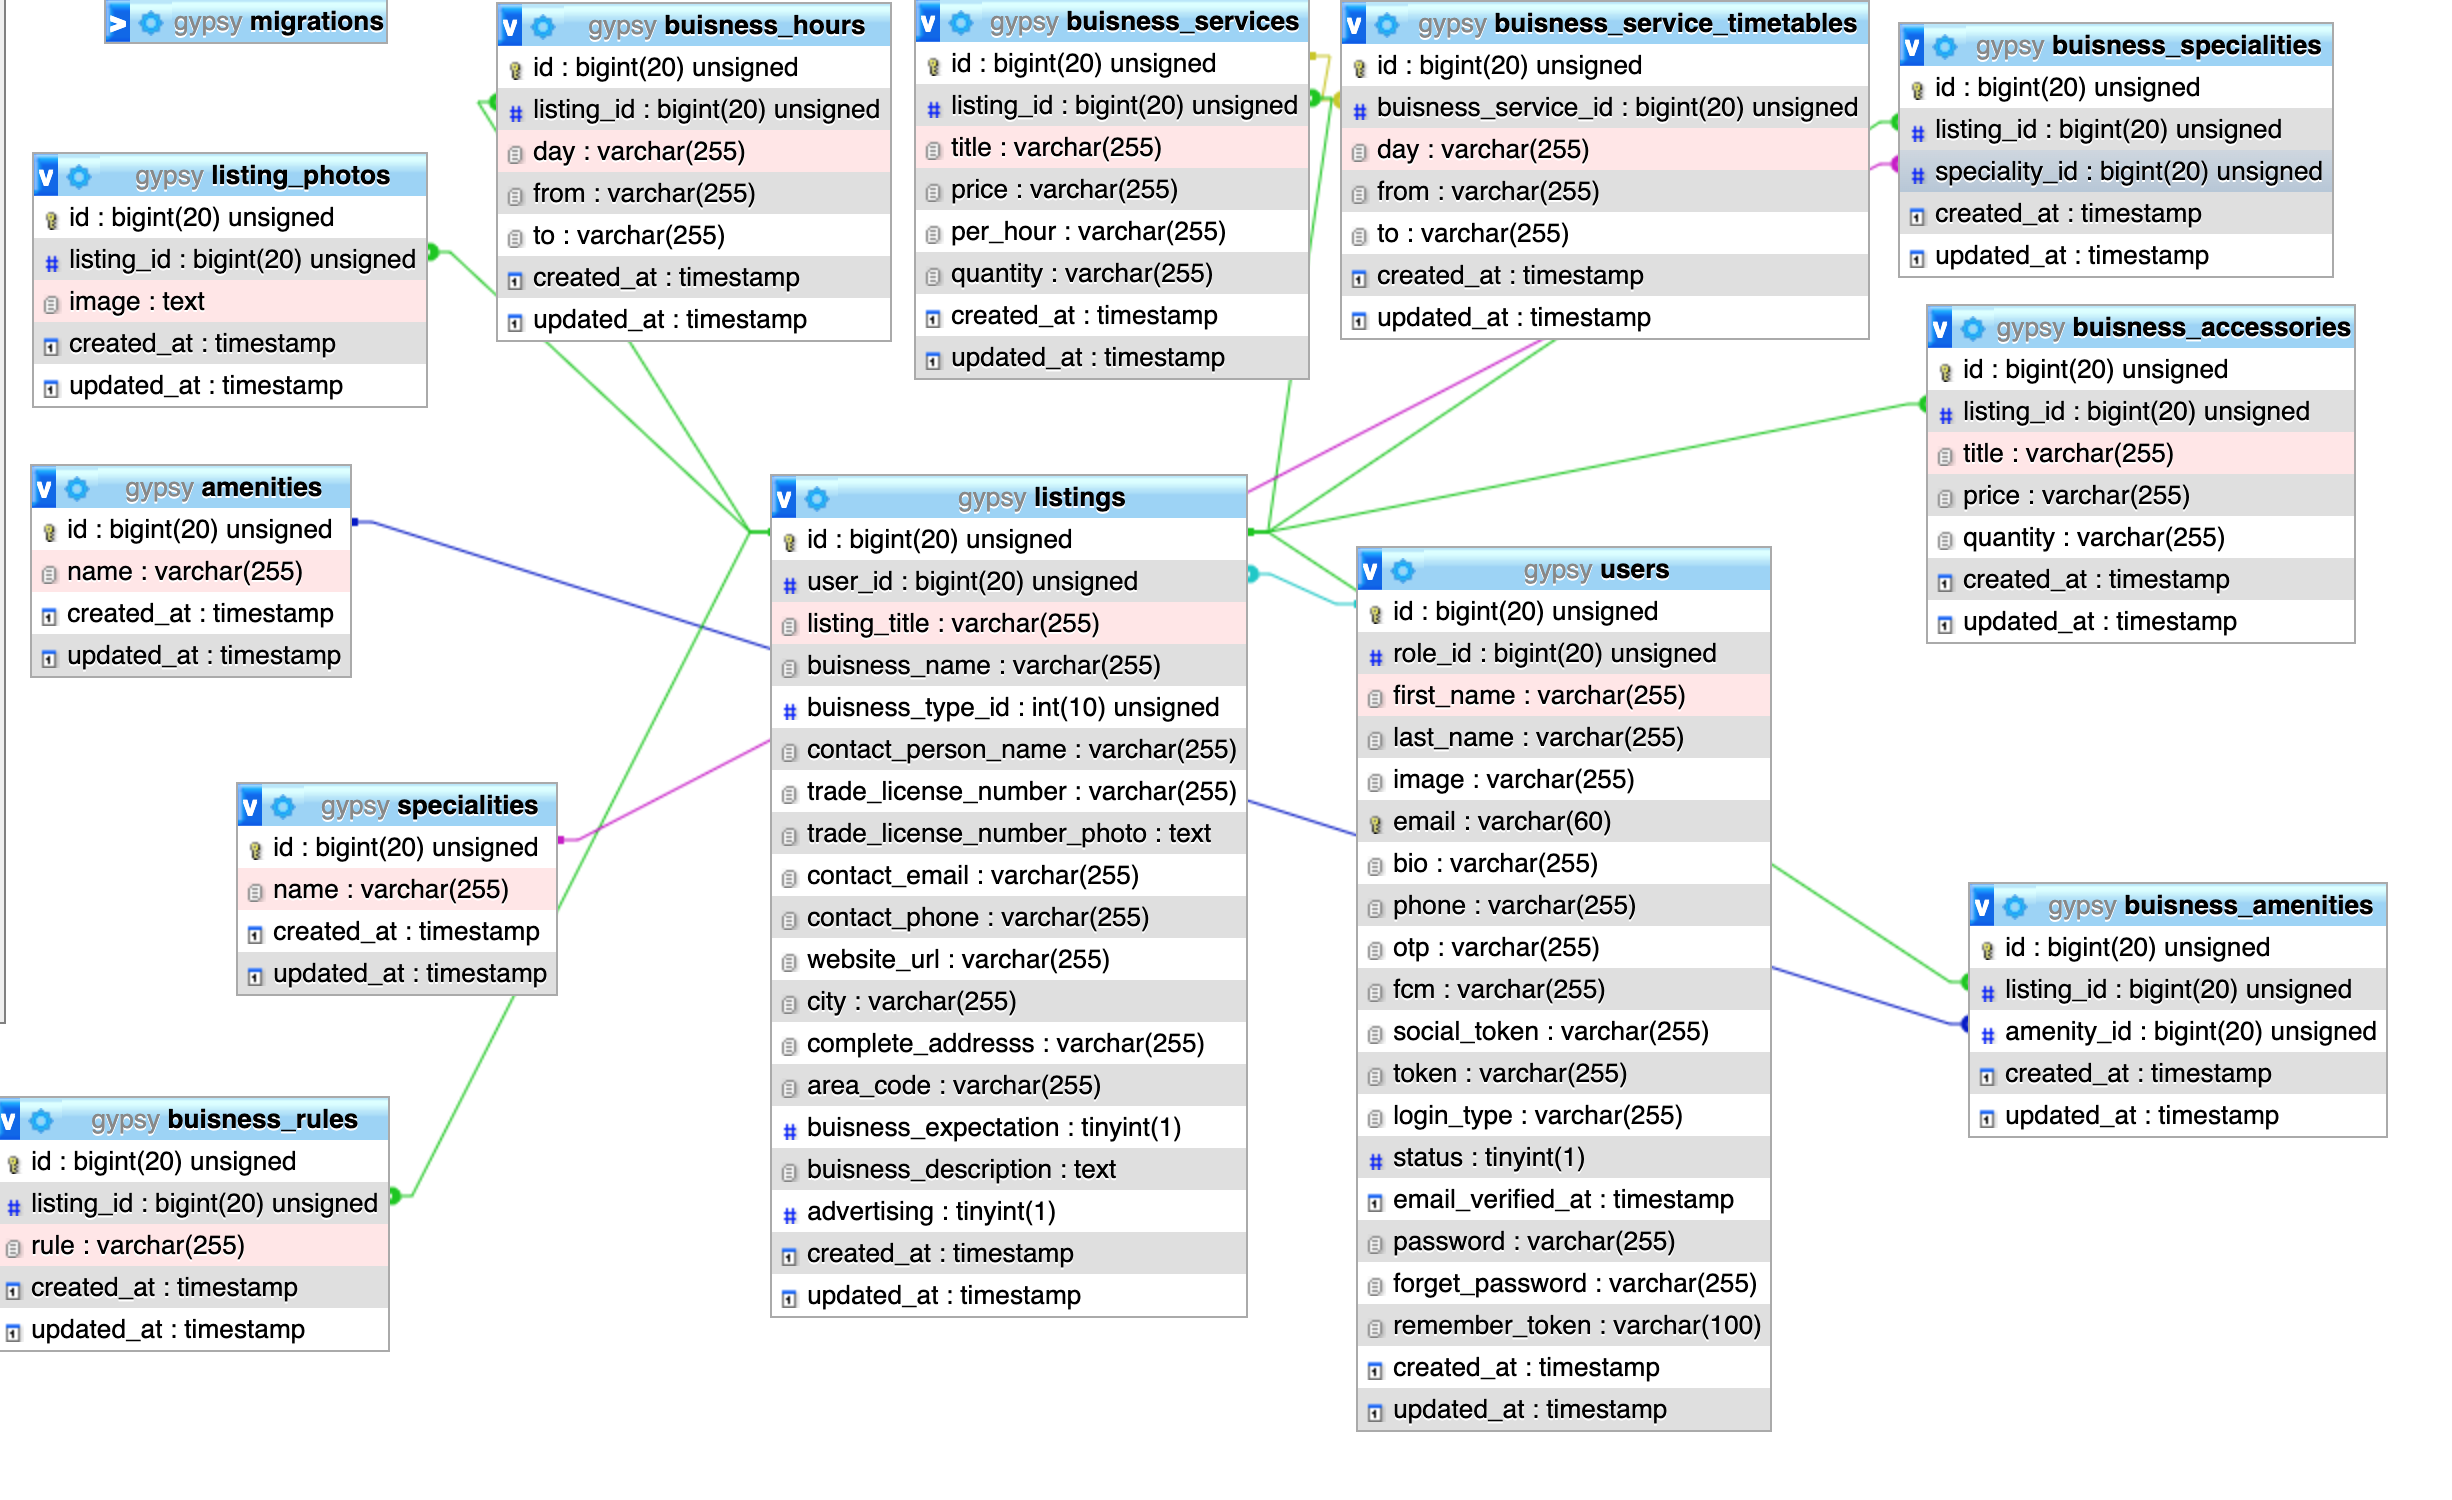 gypsy migrations
gypsy buisness_hours
id : bigint(20) unsigned
listing_id : bigint(20) unsigned
day : varchar(255)
from : varchar(255)
to : varchar(255)
created_at : timestamp
updated_at : timestamp
gypsy buisness_services
id : bigint(20) unsigned
listing_id : bigint(20) unsigned
title : varchar(255)
price : varchar(255)
per_hour : varchar(255)
quantity : varchar(255)
created_at : timestamp
updated_at : timestamp
gypsy buisness_service_timetables
id : bigint(20) unsigned
buisness_service_id : bigint(20) unsigned
day : varchar(255)
from : varchar(255)
to : varchar(255)
created_at : timestamp
updated_at : timestamp
gypsy buisness_specialities
id : bigint(20) unsigned
listing_id : bigint(20) unsigned
speciality_id : bigint(20) unsigned
created_at : timestamp
updated_at : timestamp
gypsy listing_photos
id : bigint(20) unsigned
listing_id : bigint(20) unsigned
image : text
created_at : timestamp
updated_at : timestamp
gypsy buisness_accessories
id : bigint(20) unsigned
listing_id : bigint(20) unsigned
title : varchar(255)
price : varchar(255)
quantity : varchar(255)
created_at : timestamp
updated_at : timestamp
gypsy amenities
id : bigint(20) unsigned
name : varchar(255)
created_at : timestamp
updated_at : timestamp
gypsy listings
id : bigint(20) unsigned
user_id : bigint(20) unsigned
listing_title : varchar(255)
buisness_name : varchar(255)
buisness_type_id : int(10) unsigned
contact_person_name : varchar(255)
trade_license_number : varchar(255)
trade_license_number_photo : text
contact_email : varchar(255)
contact_phone : varchar(255)
website_url : varchar(255)
city : varchar(255)
complete_addresss : varchar(255)
area_code : varchar(255)
buisness_expectation : tinyint(1)
buisness_description : text
advertising : tinyint(1)
created_at : timestamp
updated_at : timestamp
gypsy users
id : bigint(20) unsigned
role_id : bigint(20) unsigned
first_name : varchar(255)
last_name : varchar(255)
image : varchar(255)
email : varchar(60)
bio : varchar(255)
phone : varchar(255)
otp : varchar(255)
fcm : varchar(255)
social_token : varchar(255)
token : varchar(255)
login_type : varchar(255)
status : tinyint(1)
email_verified_at : timestamp
password : varchar(255)
forget_password : varchar(255)
remember_token : varchar(100)
created_at : timestamp
updated_at : timestamp
gypsy specialities
id : bigint(20) unsigned
name : varchar(255)
created_at : timestamp
updated_at : timestamp
gypsy buisness_amenities
id : bigint(20) unsigned
listing_id : bigint(20) unsigned
amenity_id : bigint(20) unsigned
created_at : timestamp
updated_at : timestamp
gypsy buisness_rules
id : bigint(20) unsigned
listing_id : bigint(20) unsigned
rule : varchar(255)
created_at : timestamp
updated_at : timestamp